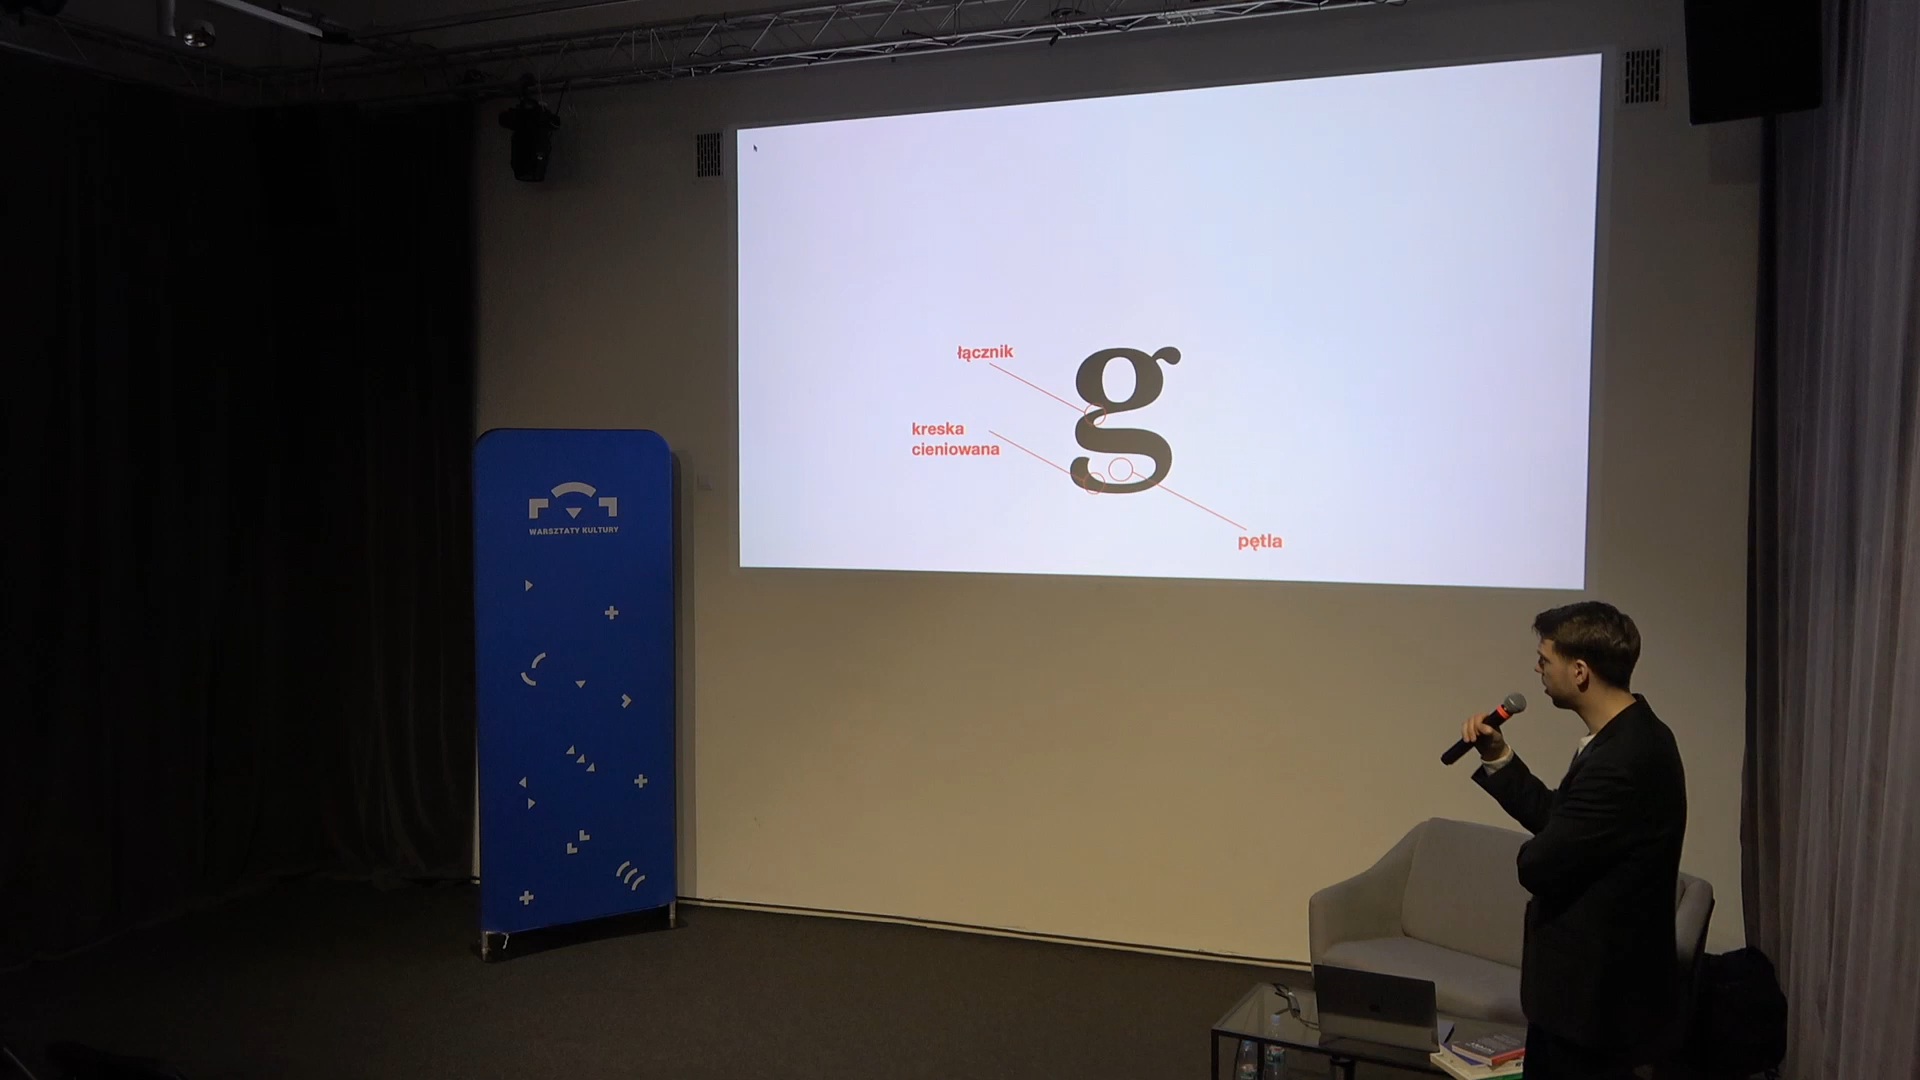 łącznik
g
kreska
cieniowana
pętla
WARSZTATY KULTURY